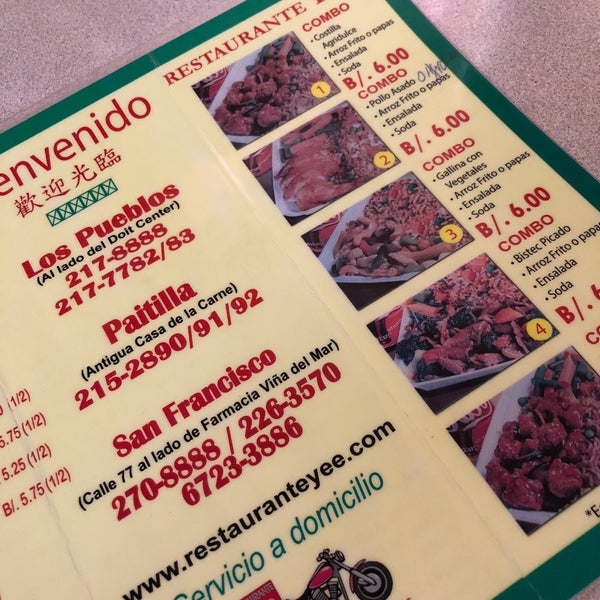 envenido
歡迎光臨
Los Pueblos
(Al lado del Doit Center)
217-8888
217-7782/83
Paitilla
(Antigua Casa de la Carne)
215-2890/91/92
San Francisco
(Calle 77 al lado de Farmacia Viña del Mar)
270-8888 / 226-3570
6723-3886
www.restauranteyee.com
Servicio a domicilio
(1/2)
5.75 (1/2)
5.25 (1/2)
B/. 5.75 (1/2)
RESTAURANTE
COMBO
• Costilla
Agridulce
• Arroz Frito o papas
• Ensalada
• Soda
B/. 6.00
1
COMBO
• Pollo Asado
• Arroz Frito o papas
• Ensalada
• Soda
B/. 6.00
2
COMBO
• Gallina con
Vegetales
• Arroz Frito o papas
• Ensalada
• Soda
B/. 6.00
3
COMBO
• Bistec Picado
• Arroz Frito o papas
• Ensalada
• Soda
B/. 6.00
4
COMBO